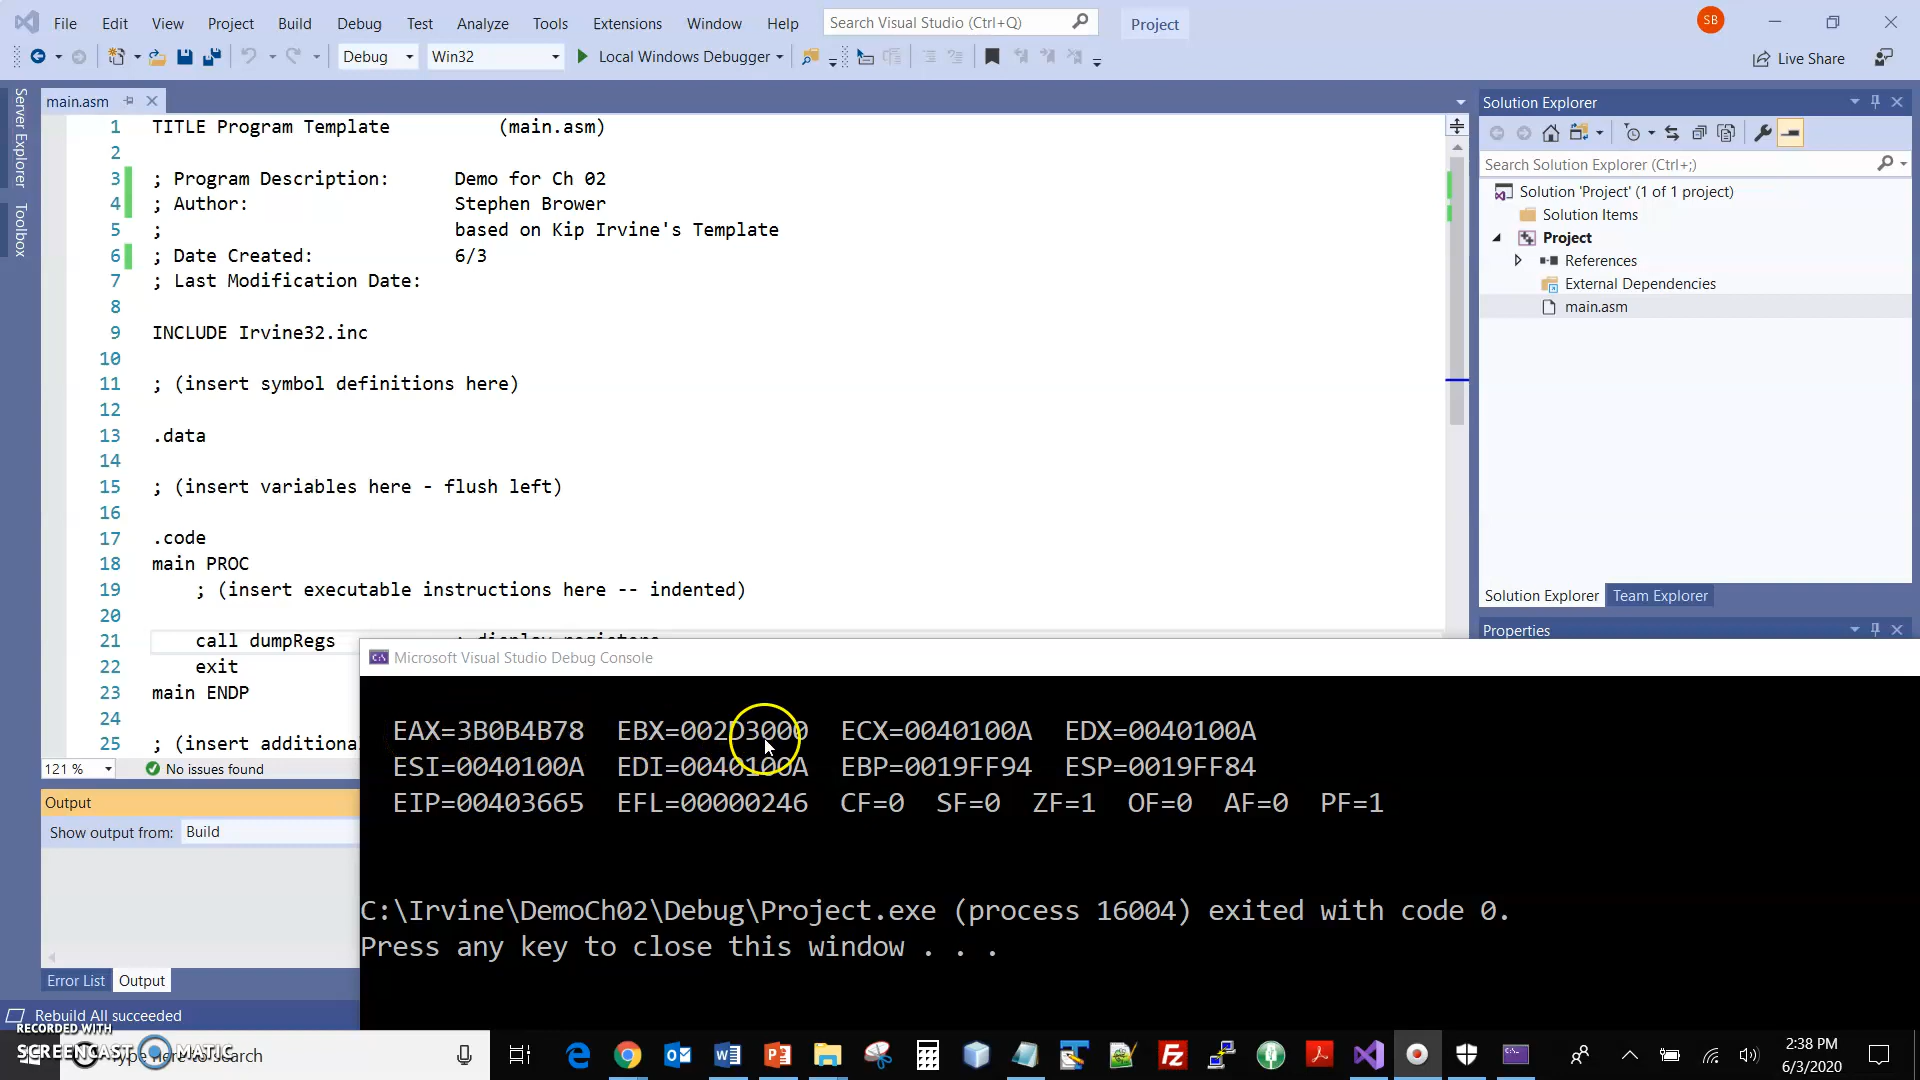 File Edit View Project Build Debug Test Analyze Tools Extensions Window Help Search Visual Studio (Ctrl+Q) Project SB
Debug Win32 Local Windows Debugger Live Share
Server Explorer
Toolbox
main.asm
1 TITLE Program Template (main.asm)
2
3 ; Program Description: Demo for Ch 02
4 ; Author: Stephen Brower
5 ; based on Kip Irvine's Template
6 ; Date Created: 6/3
7 ; Last Modification Date:
8
9 INCLUDE Irvine32.inc
10
11 ; (insert symbol definitions here)
12
13 .data
14
15 ; (insert variables here - flush left)
16
17 .code
18 main PROC
19 ; (insert executable instructions here -- indented)
20
21 call dumpRegs ; display registers
22 exit
23 main ENDP
24
25 ; (insert additiona
121 % No issues found
Output
Show output from: Build
Error List Output
Rebuild All succeeded
Solution Explorer
Search Solution Explorer (Ctrl+;)
Solution 'Project' (1 of 1 project)
Solution Items
Project
References
External Dependencies
main.asm
Solution Explorer Team Explorer
Properties
Microsoft Visual Studio Debug Console
EAX=3B0B4B78 EBX=002D3000 ECX=0040100A EDX=0040100A
ESI=0040100A EDI=0040100A EBP=0019FF94 ESP=0019FF84
EIP=00403665 EFL=00000246 CF=0 SF=0 ZF=1 OF=0 AF=0 PF=1
C:\Irvine\DemoCh02\Debug\Project.exe (process 16004) exited with code 0.
Press any key to close this window . . .
RECORDED WITH
SCREENCAST MATIC
Type here to search
2:38 PM
6/3/2020